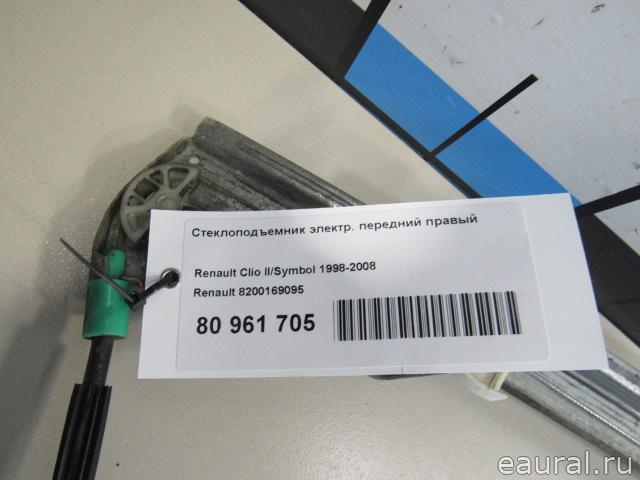 Стеклоподъемник электр. передний правый
Renault Clio II/Symbol 1998-2008
Renault 8200169095
80 961 705
eaural.ru